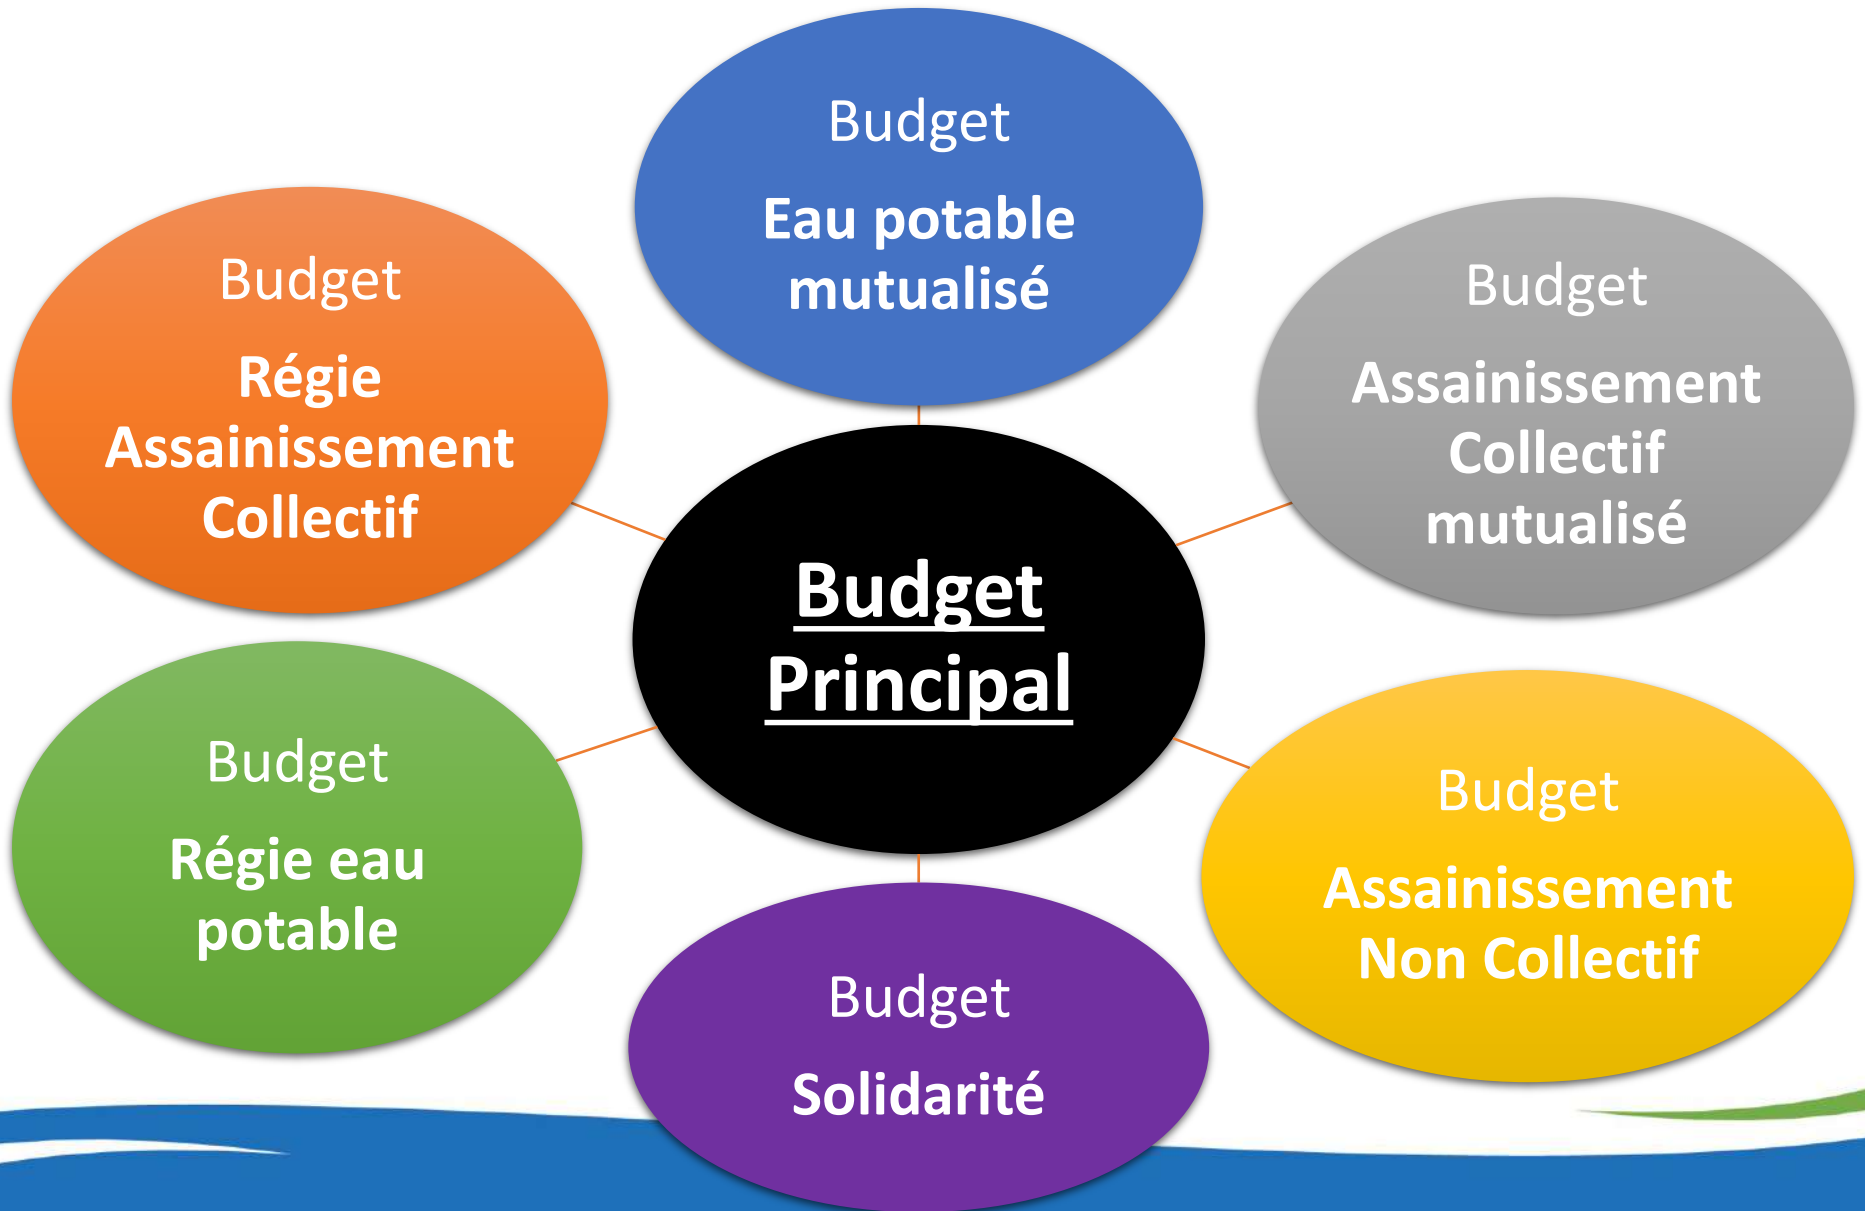 Budget
Eau potable
mutualisé
Budget
Régie
Assainissement
Collectif
Budget
Assainissement
Collectif
mutualisé
Budget
Principal
Budget
Régie eau
potable
Budget
Assainissement
Non Collectif
Budget
Solidarité